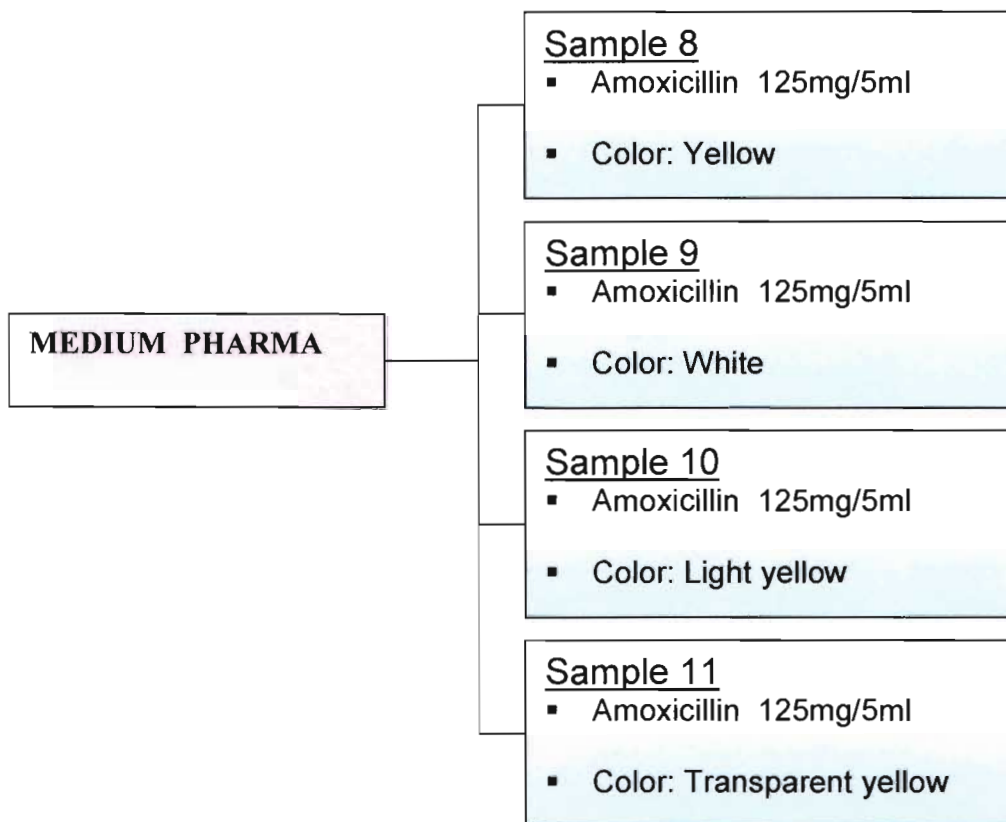 MEDIUM PHARMA
Sample 8
▪ Amoxicillin 125mg/5ml
▪ Color: Yellow
Sample 9
▪ Amoxicillin 125mg/5ml
▪ Color: White
Sample 10
▪ Amoxicillin 125mg/5ml
▪ Color: Light yellow
Sample 11
▪ Amoxicillin 125mg/5ml
▪ Color: Transparent yellow